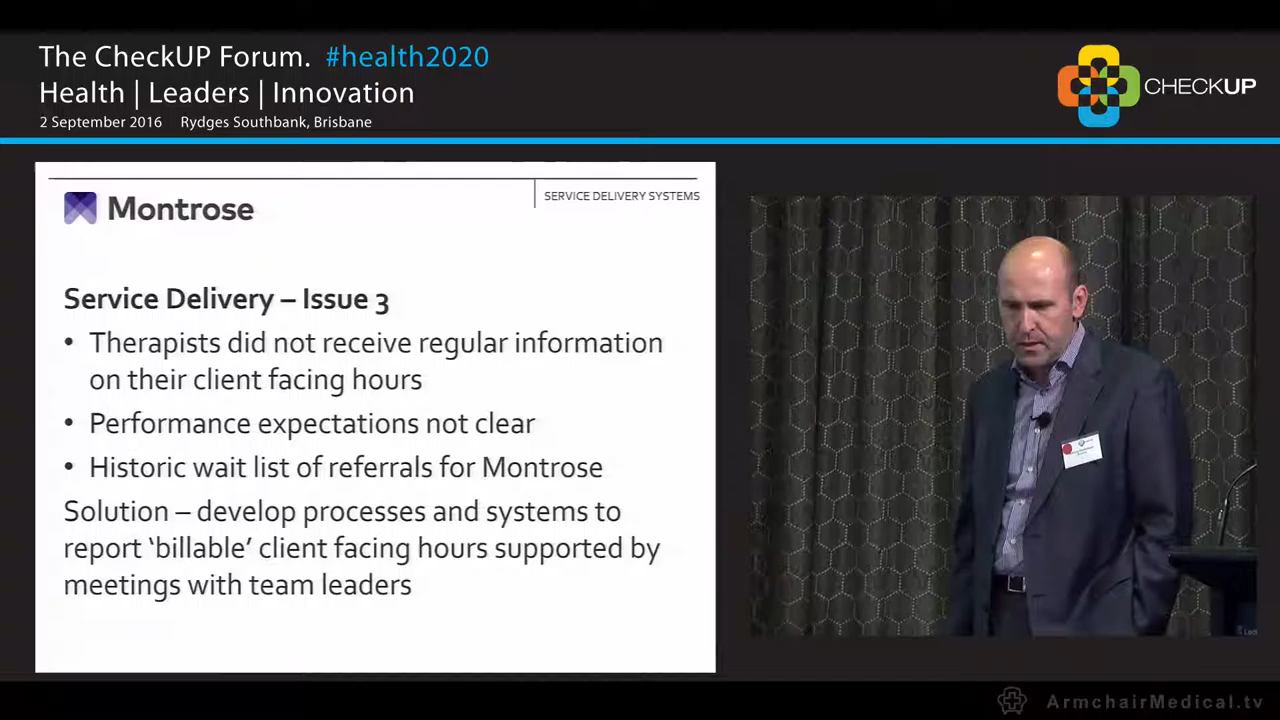 The CheckUP Forum. #health2020
Health | Leaders | Innovation
2 September 2016 Rydges Southbank, Brisbane
CHECKUP
Montrose
SERVICE DELIVERY SYSTEMS
Service Delivery – Issue 3
• Therapists did not receive regular information
on their client facing hours
• Performance expectations not clear
• Historic wait list of referrals for Montrose
Solution – develop processes and systems to
report ‘billable’ client facing hours supported by
meetings with team leaders
ArmchairMedical.tv